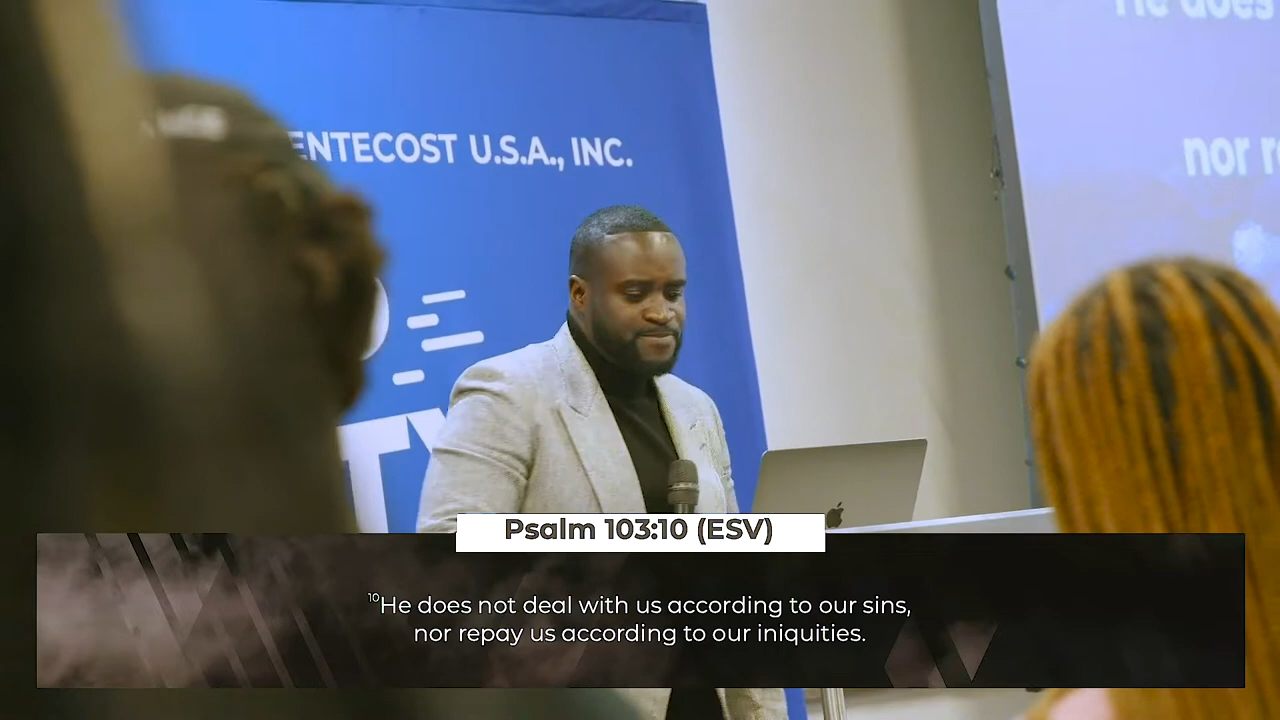 He does
ENTECOST U.S.A., INC.
nor
TY
Psalm 103:10 (ESV)
¹⁰He does not deal with us according to our sins,
nor repay us according to our iniquities.